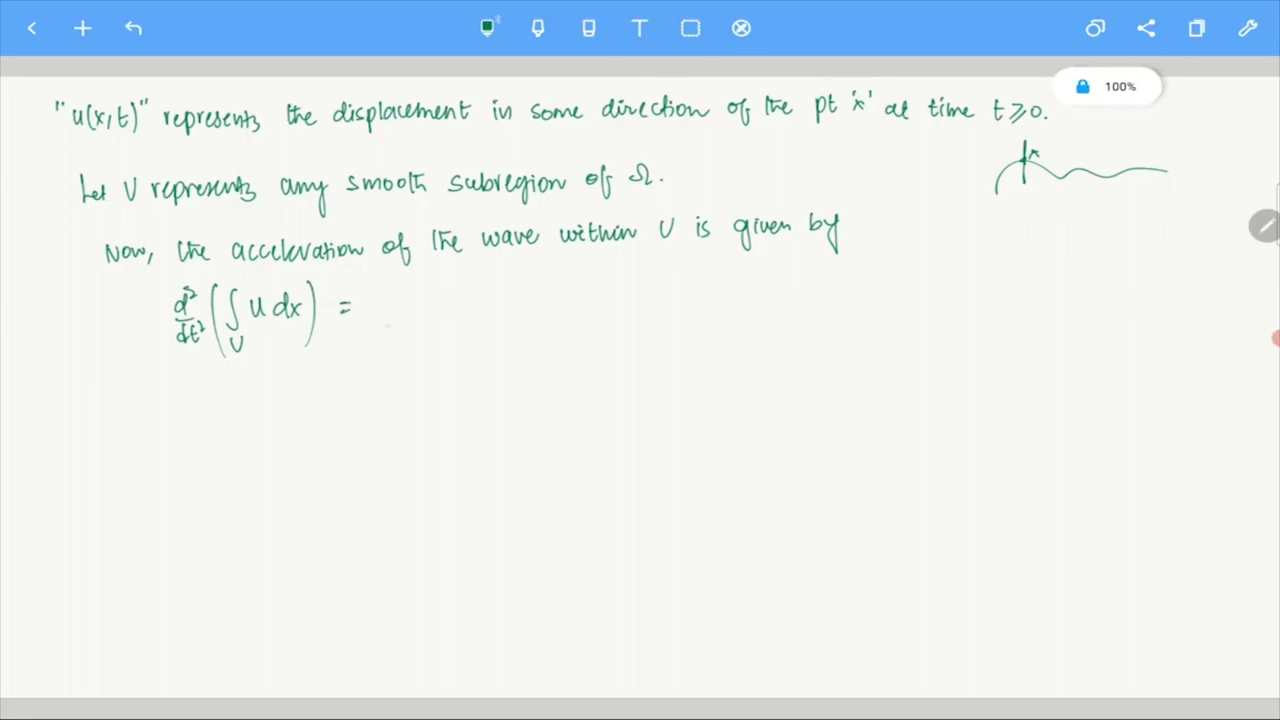 100%
"u(x,t)" represents the displacement in some direction of the pt 'x' at time t ≥ 0.
Let V represents any smooth subregion of Ω.
Now, the acceleration of the wave within V is given by
d²/dt² (∫_V u dx) =